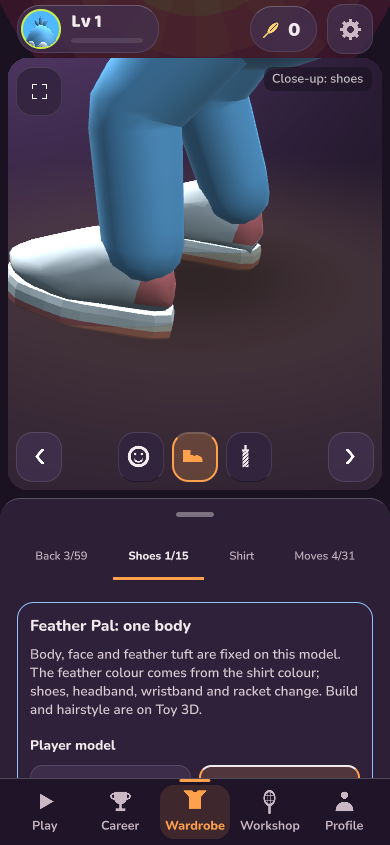 Lv 1
0
Close-up: shoes
Back 3/59
Shoes 1/15
Shirt
Moves 4/31
Feather Pal: one body
Body, face and feather tuft are fixed on this model.
The feather colour comes from the shirt colour;
shoes, headband, wristband and racket change. Build
and hairstyle are on Toy 3D.
Player model
Play
Career
Wardrobe
Workshop
Profile